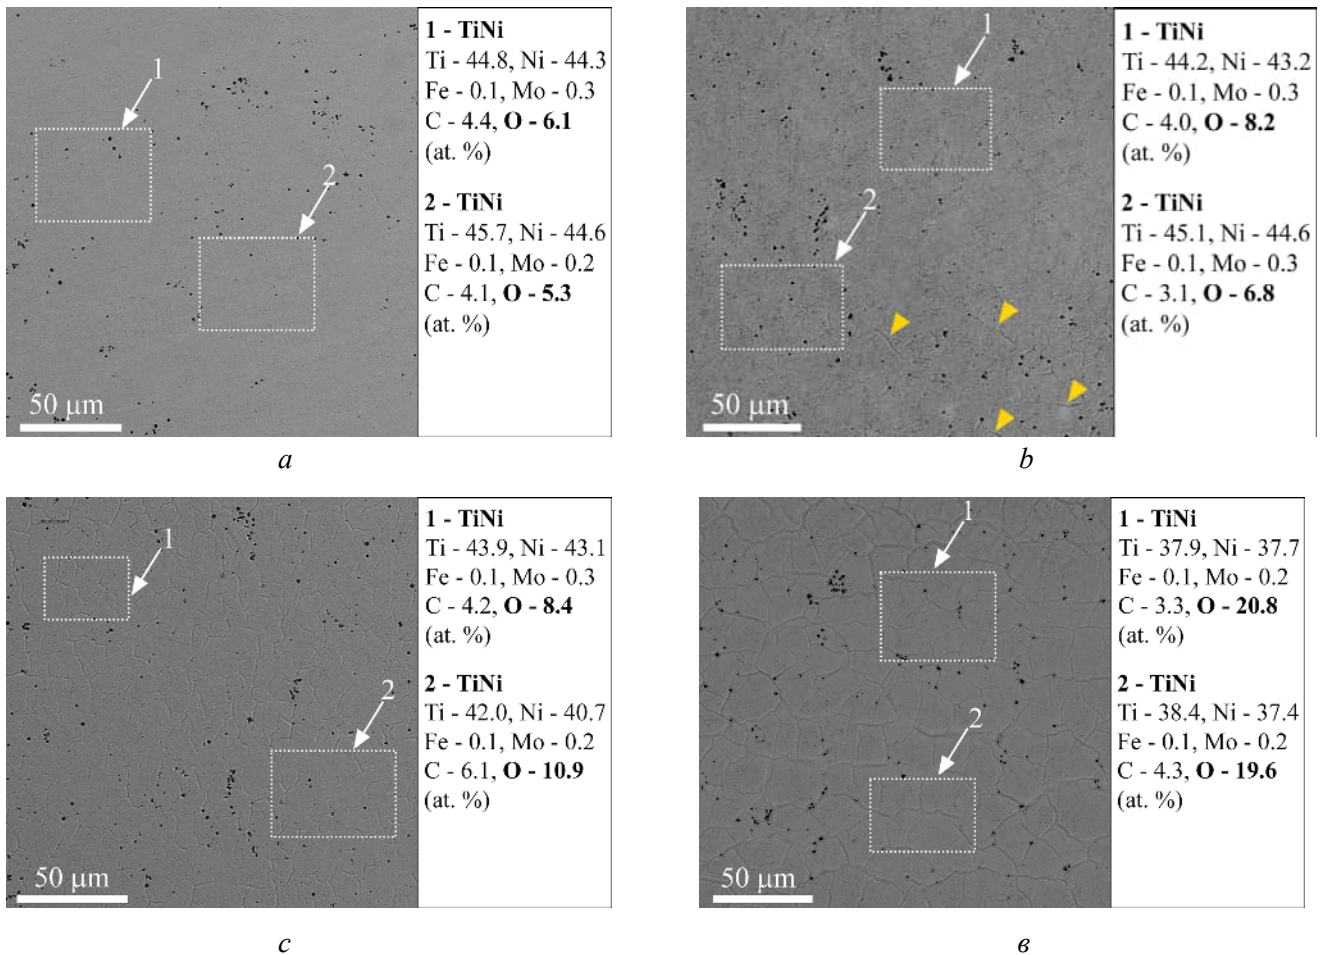 1
2
50 μm
1 - TiNi
Ti - 44.8, Ni - 44.3
Fe - 0.1, Mo - 0.3
C - 4.4, O - 6.1
(at. %)
2 - TiNi
Ti - 45.7, Ni - 44.6
Fe - 0.1, Mo - 0.2
C - 4.1, O - 5.3
(at. %)
a
1
2
50 μm
1 - TiNi
Ti - 44.2, Ni - 43.2
Fe - 0.1, Mo - 0.3
C - 4.0, O - 8.2
(at. %)
2 - TiNi
Ti - 45.1, Ni - 44.6
Fe - 0.1, Mo - 0.3
C - 3.1, O - 6.8
(at. %)
b
1
2
50 μm
1 - TiNi
Ti - 43.9, Ni - 43.1
Fe - 0.1, Mo - 0.3
C - 4.2, O - 8.4
(at. %)
2 - TiNi
Ti - 42.0, Ni - 40.7
Fe - 0.1, Mo - 0.2
C - 6.1, O - 10.9
(at. %)
c
1
2
50 μm
1 - TiNi
Ti - 37.9, Ni - 37.7
Fe - 0.1, Mo - 0.2
C - 3.3, O - 20.8
(at. %)
2 - TiNi
Ti - 38.4, Ni - 37.4
Fe - 0.1, Mo - 0.2
C - 4.3, O - 19.6
(at. %)
в